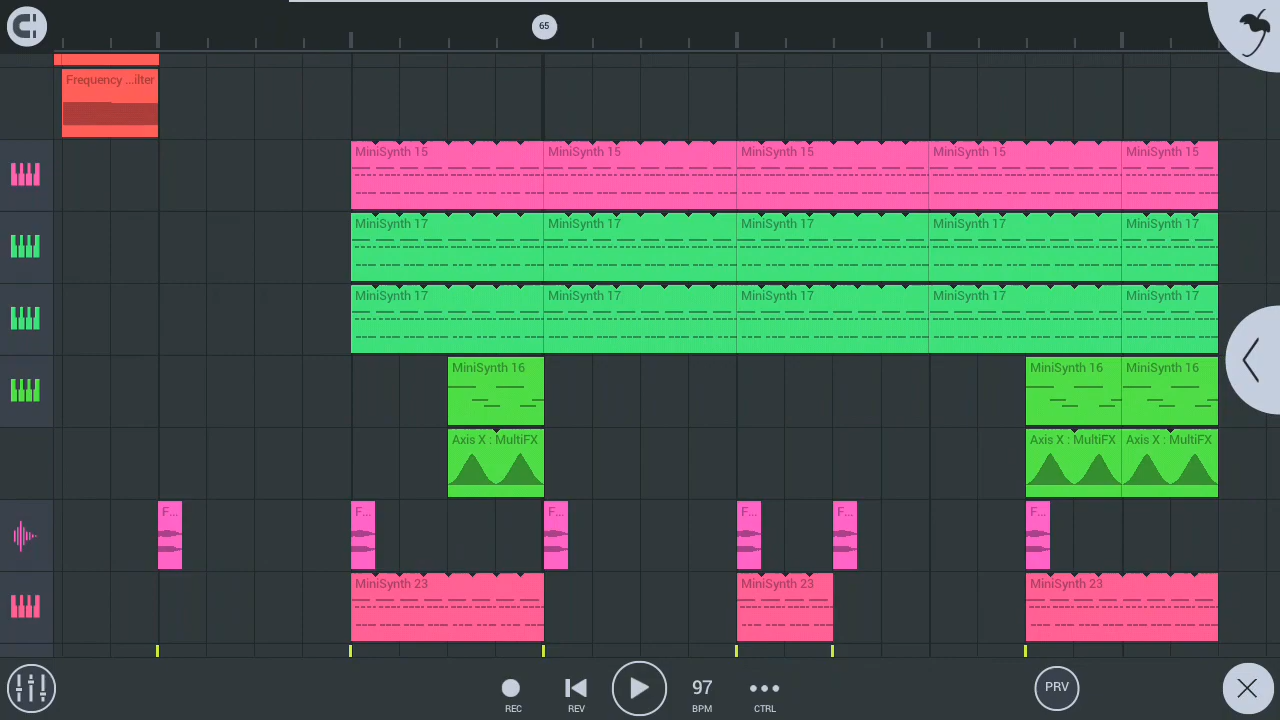 65
Frequency ...ilter
MiniSynth 15 MiniSynth 15 MiniSynth 15 MiniSynth 15 MiniSynth 15
MiniSynth 17 MiniSynth 17 MiniSynth 17 MiniSynth 17 MiniSynth 17
MiniSynth 17 MiniSynth 17 MiniSynth 17 MiniSynth 17 MiniSynth 17
MiniSynth 16 MiniSynth 16 MiniSynth 16
Axis X : MultiFX Axis X : MultiFX Axis X : MultiFX
F... F... F... F... F... F...
MiniSynth 23 MiniSynth 23 MiniSynth 23
97 PRV
REC REV BPM CTRL